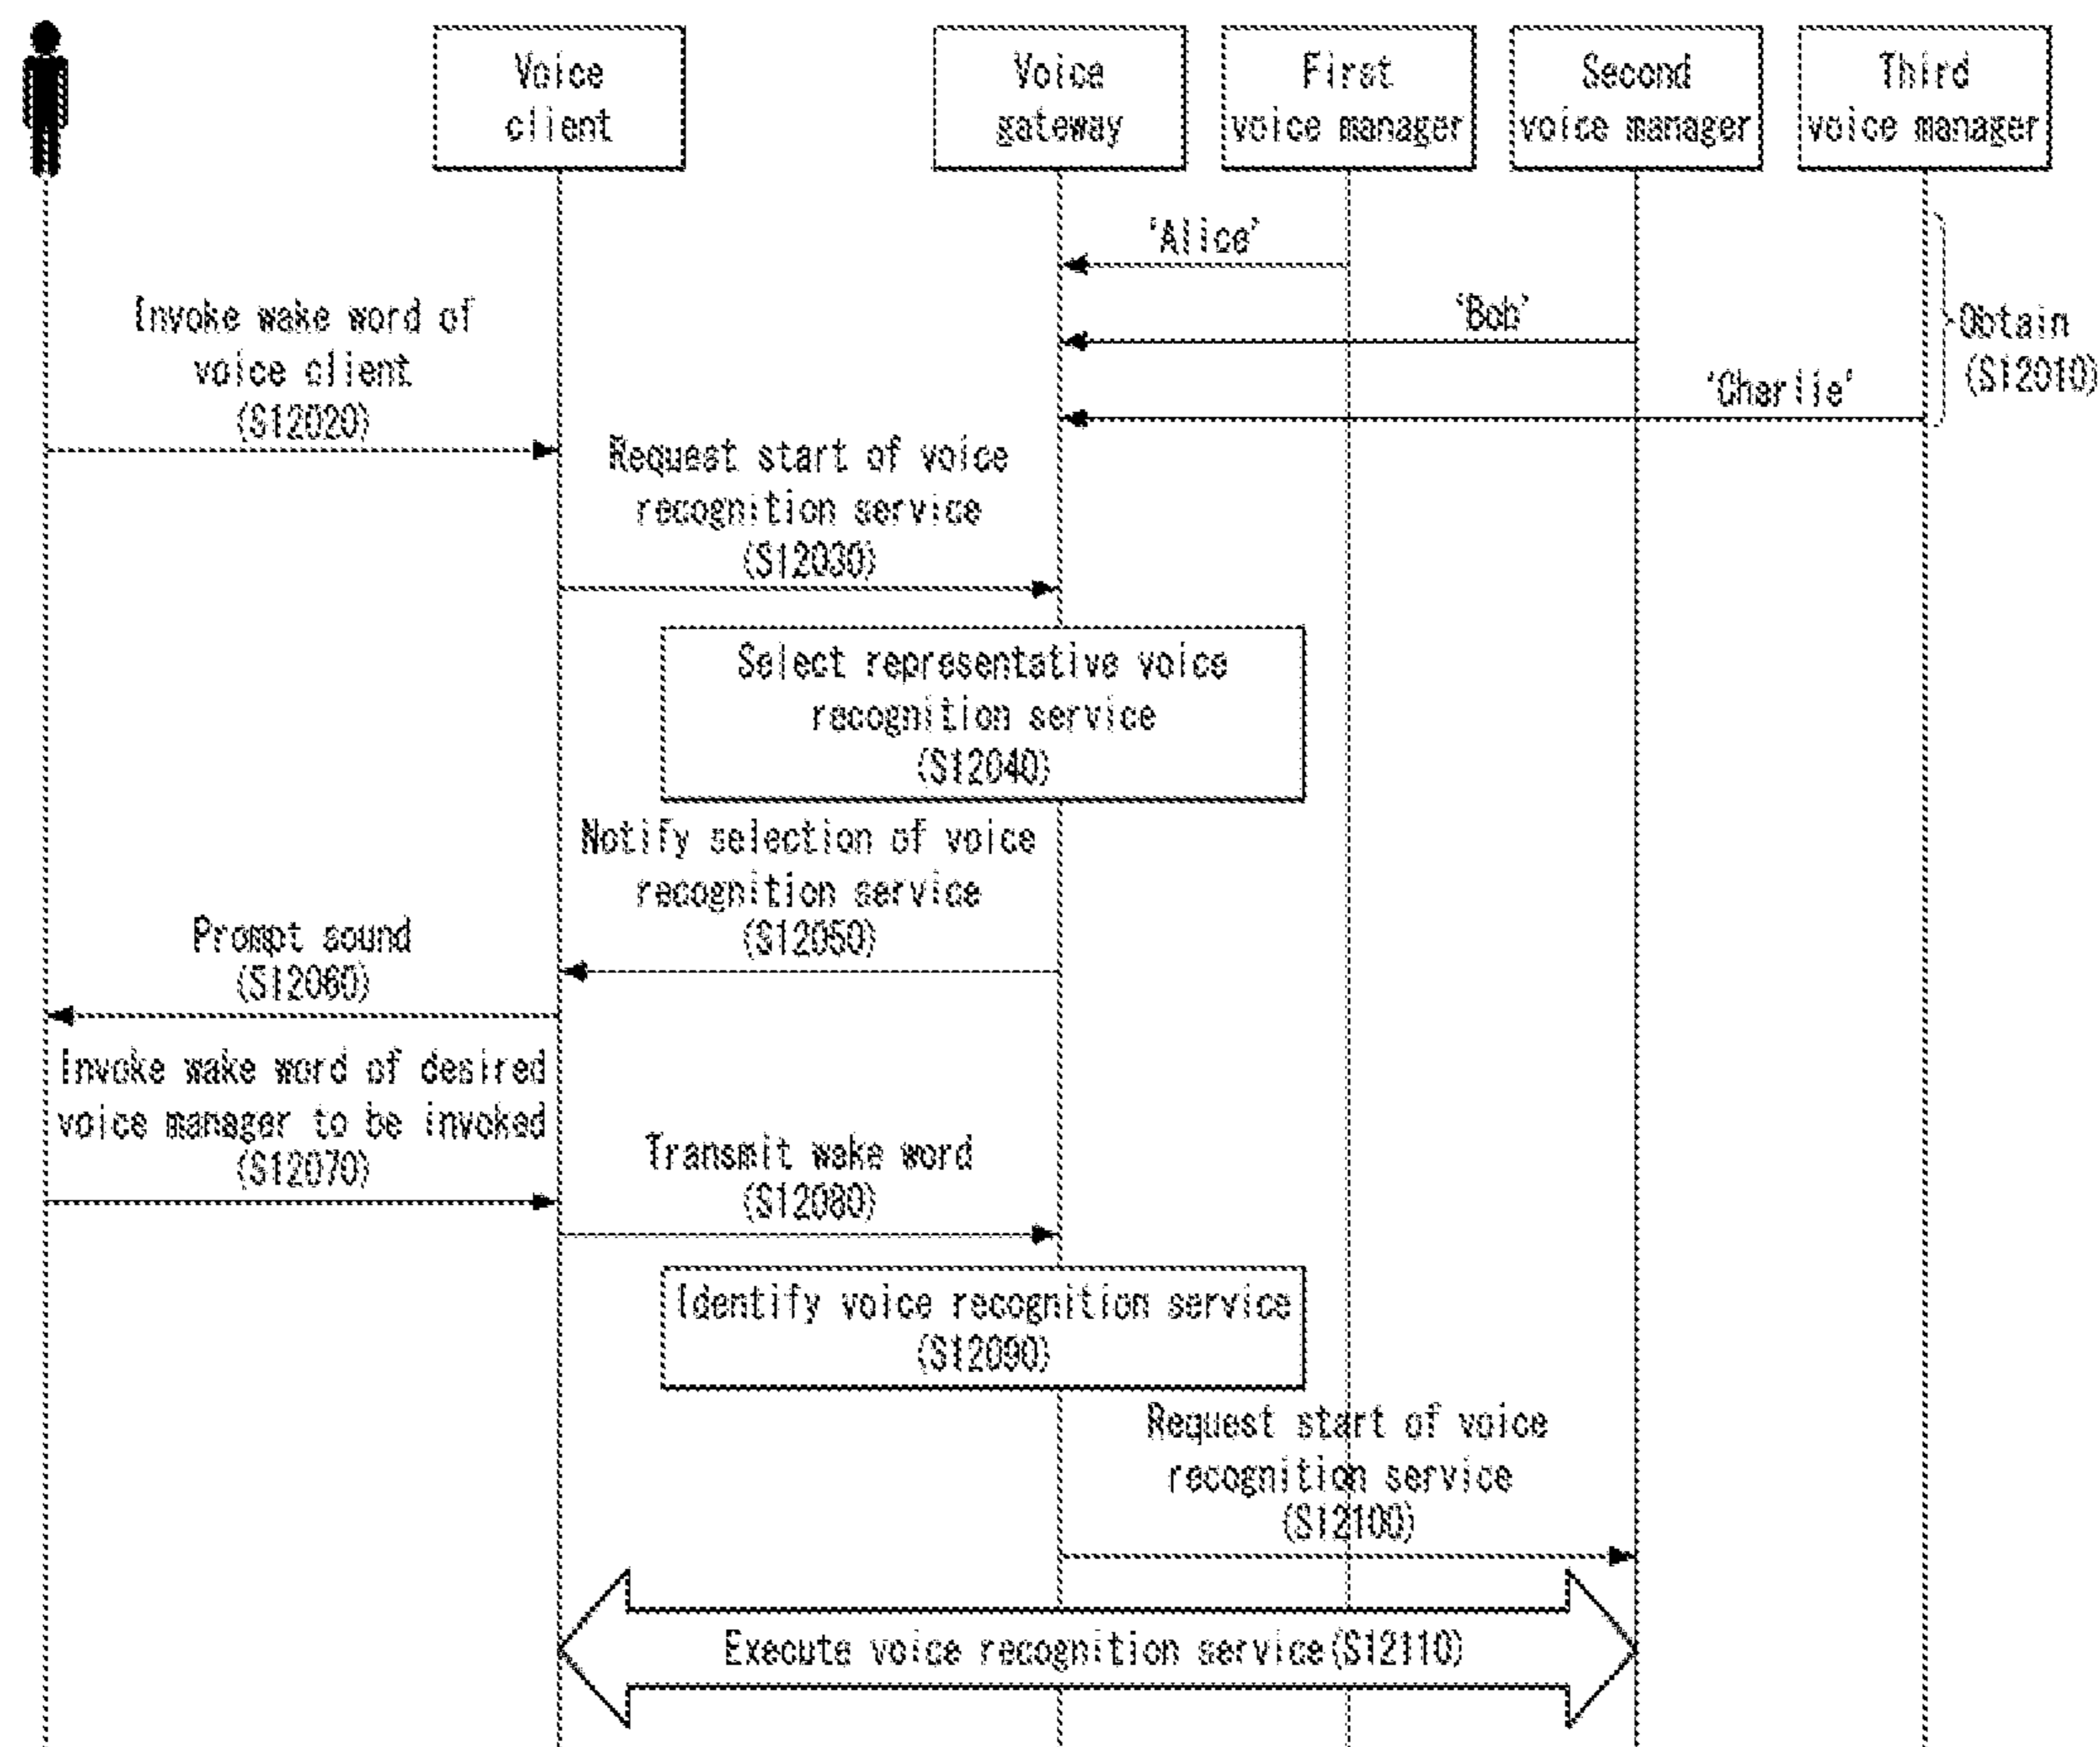 Voice
client
Voice
gateway
First
voice manager
Second
voice manager
Third
voice manager
'Alice'
'Bob'
'Charlie'
Obtain
(S12010)
Invoke wake word of
voice client
(S12020)
Request start of voice
recognition service
(S12030)
Select representative voice
recognition service
(S12040)
Notify selection of voice
recognition service
(S12050)
Prompt sound
(S12060)
Invoke wake word of desired
voice manager to be invoked
(S12070)
Transmit wake word
(S12080)
Identify voice recognition service
(S12090)
Request start of voice
recognition service
(S12100)
Execute voice recognition service(S12110)